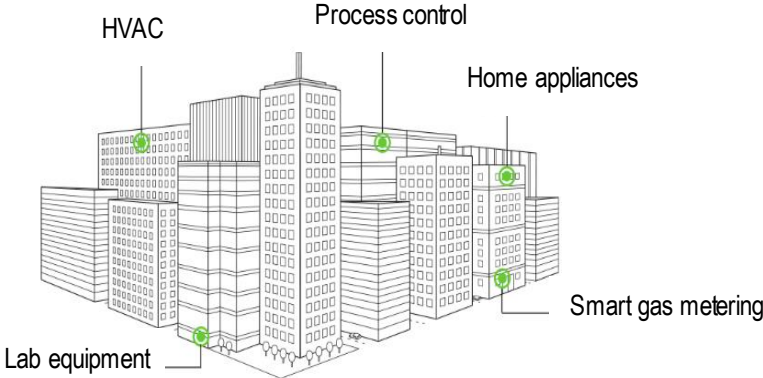 Process control
HVAC
Home appliances
Smart gas metering
Lab equipment